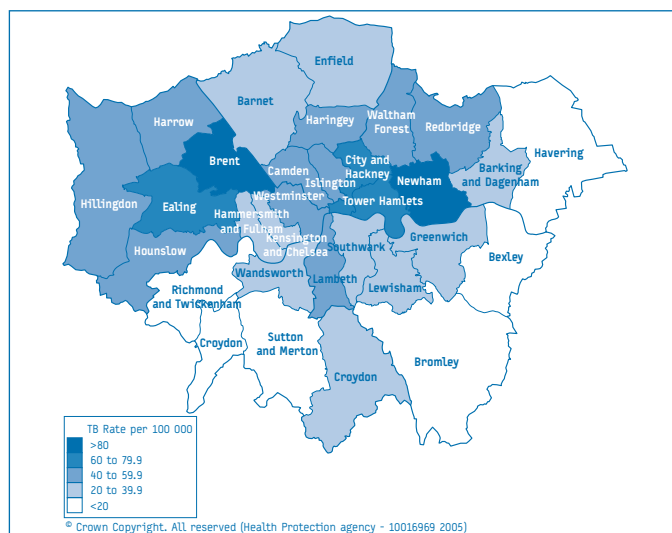 Enfield
Barnet
Harrow
Haringey
Waltham
Forest
Redbridge
Havering
Brent
Camden
City and
Hackney
Islington
Newham
Barking
and Dagenham
Hillingdon
Ealing
Westminster
Tower Hamlets
Hammersmith
and Fulham
Kensington
and Chelsea
Hounslow
Southwark
Greenwich
Bexley
Wandsworth
Lambeth
Lewisham
Richmond
and Twickenham
Croydon
Sutton
and Merton
Croydon
Bromley
TB Rate per 100 000
>80
60 to 79.9
40 to 59.9
20 to 39.9
<20
© Crown Copyright. All reserved (Health Protection agency - 10016969 2005)